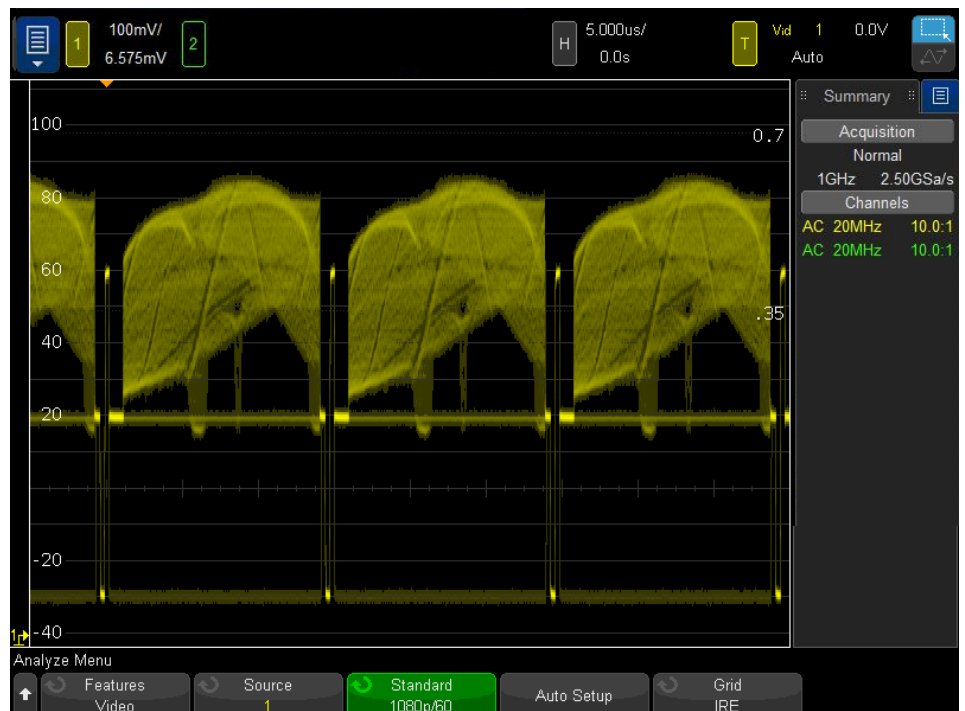 1 100mV/ 2 H 5.000us/ T Vid 1 0.0V
6.575mV 0.0s Auto
Summary
Acquisition
Normal
1GHz 2.50GSa/s
Channels
AC 20MHz 10.0:1
AC 20MHz 10.0:1
100
0.7
80
60
.35
40
20
-20
-40
1
Analyze Menu
Features Source Standard Auto Setup Grid
Video 1 1080p/60 IRE